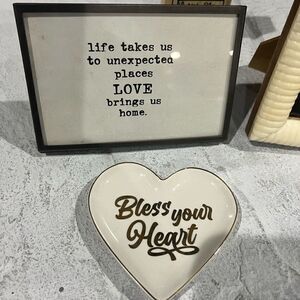 life takes us
to unexpected
places
LOVE
brings us
home.
Bless your
Heart